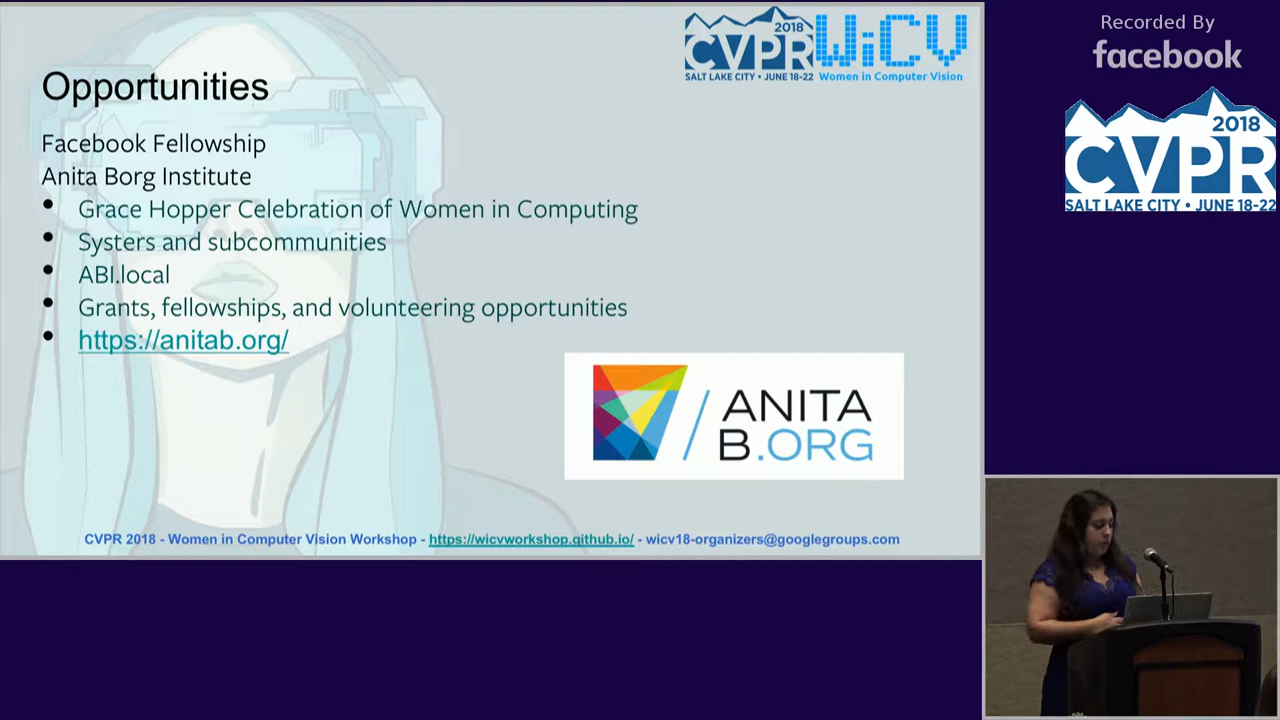 2018
CVPR
SALT LAKE CITY • JUNE 18-22
WiCV
Women in Computer Vision
Opportunities
Facebook Fellowship
Anita Borg Institute
• Grace Hopper Celebration of Women in Computing
• Systers and subcommunities
• ABI.local
• Grants, fellowships, and volunteering opportunities
• https://anitab.org/
ANITA
B.ORG
CVPR 2018 - Women in Computer Vision Workshop - https://wicvworkshop.github.io/ - wicv18-organizers@googlegroups.com
Recorded By
facebook
2018
CVPR
SALT LAKE CITY • JUNE 18-22